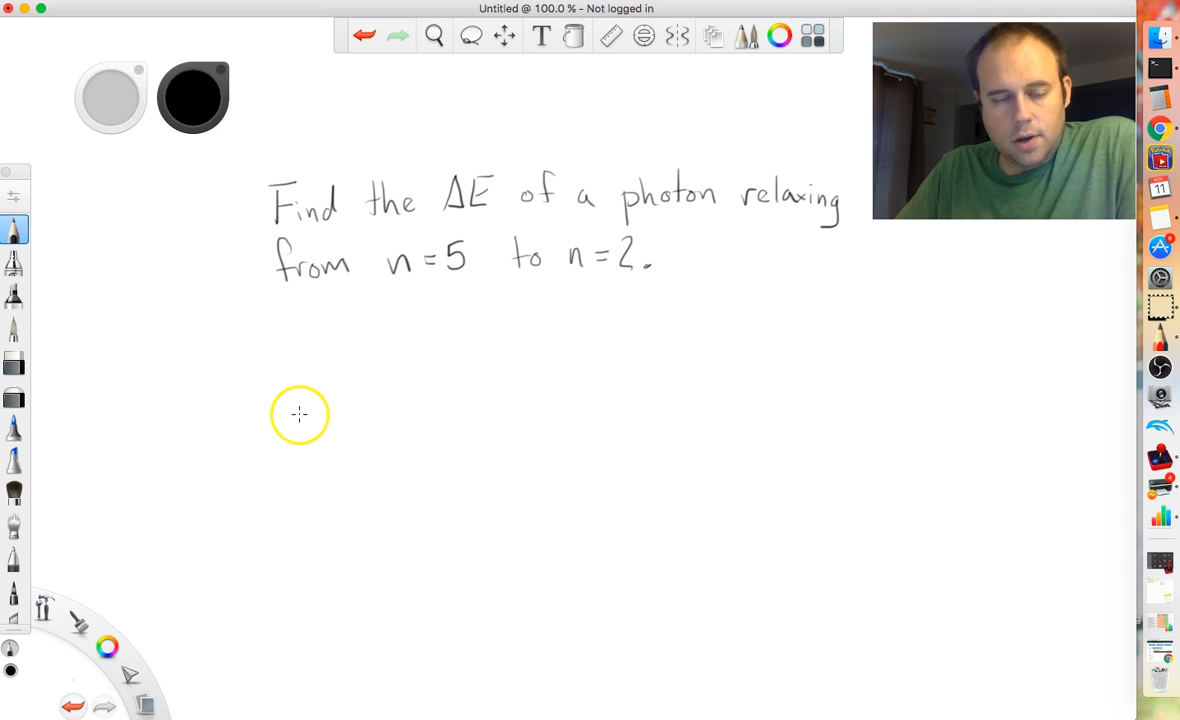 Untitled @ 100.0 % - Not logged in
Find the ΔE of a photon relaxing
from n = 5 to n = 2.